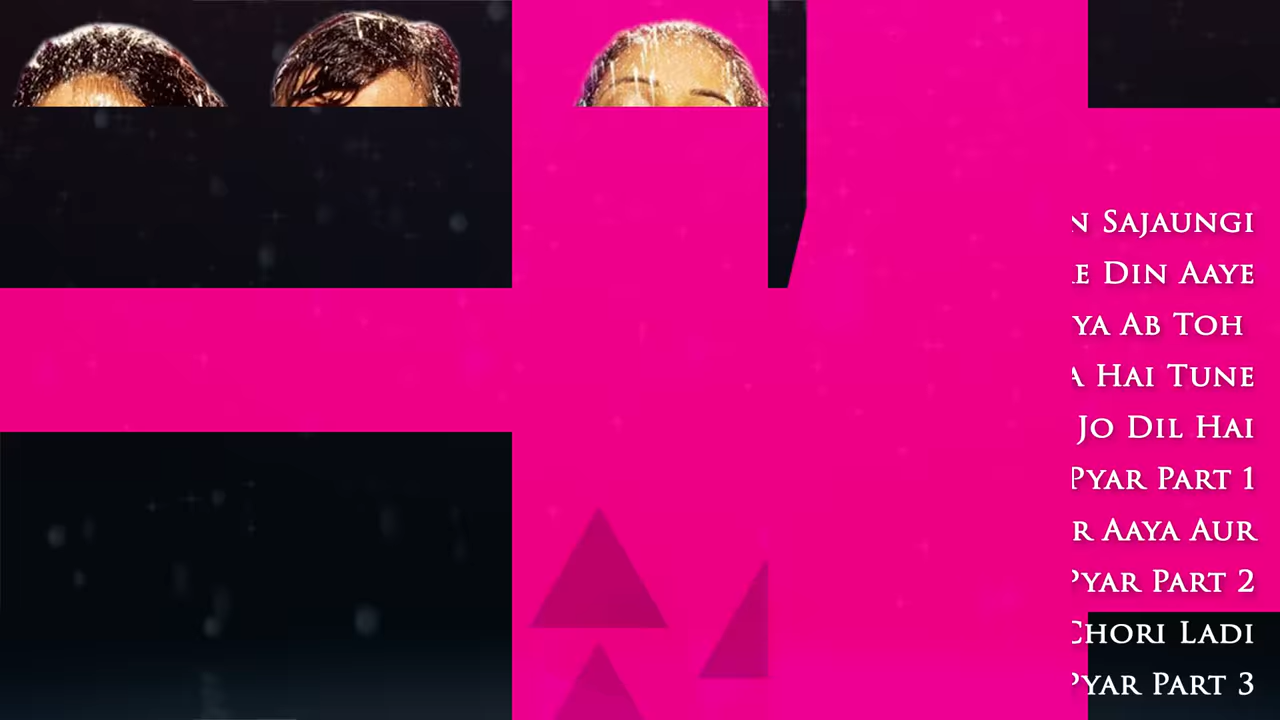 Sajaungi
Din Aaye
Ab Toh
Hai Tune
Jo Dil Hai
Pyar Part 1
Aaya Aur
Pyar Part 2
Chori Ladi
Pyar Part 3